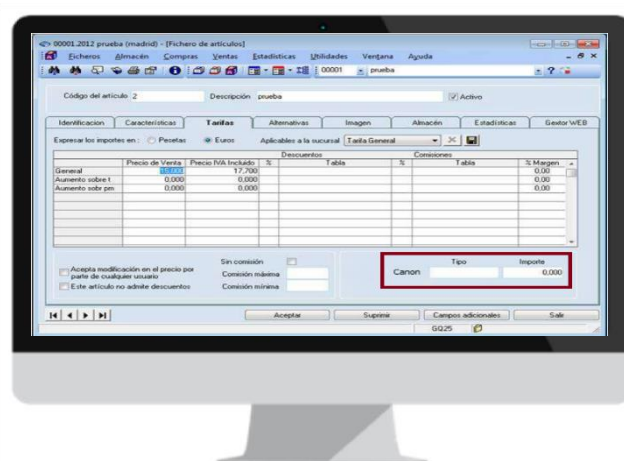 00001.2012 prueba (madrid) - [Fichero de artículos]
Ficheros Almacén Compras Ventas Estadísticas Utilidades Ventana Ayuda
00001 prueba
Código del artículo 2 Descripción prueba Activo
Identificación Características Tarifas Alternativas Imagen Almacén Estadísticas Gextor WEB
Expresar los importes en : Pesetas Euros Aplicables a la sucursal Tarifa General
Descuentos Comisiones
Precio de Venta Precio IVA Incluido % Tabla % Tabla % Margen
General 15,000 17,700 0,00
Aumento sobre t 0,000 0,000 0,00
Aumento sobr pm 0,000 0,000 0,00
Sin comisión
Acepta modificación en el precio por parte de cualquier usuario
Comisión máxima
Este artículo no admite descuentos
Comisión mínima
Tipo Importe
Canon 0,000
Aceptar Suprimir Campos adicionales Salir
GQ25